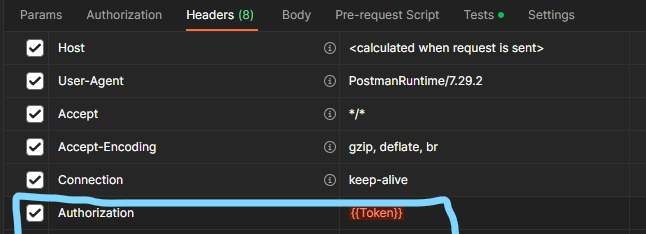 Params Authorization Headers (8) Body Pre-request Script Tests Settings
Host <calculated when request is sent>
User-Agent PostmanRuntime/7.29.2
Accept */*
Accept-Encoding gzip, deflate, br
Connection keep-alive
Authorization {{Token}}